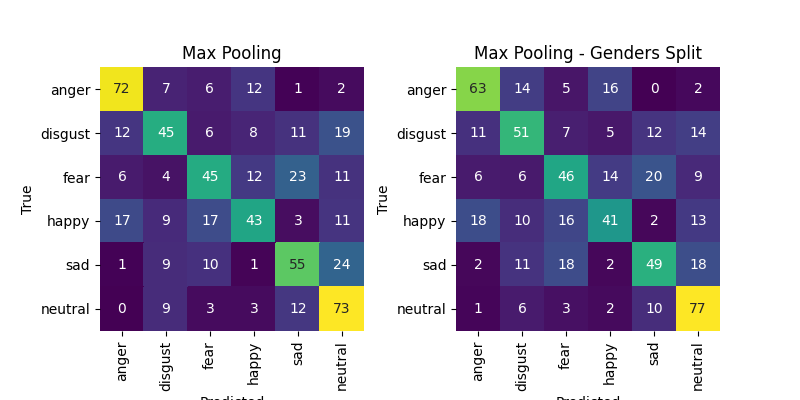 Max Pooling
True
anger 72 7 6 12 1 2
disgust 12 45 6 8 11 19
fear 6 4 45 12 23 11
happy 17 9 17 43 3 11
sad 1 9 10 1 55 24
neutral 0 9 3 3 12 73
anger disgust fear happy sad neutral
Predicted
Max Pooling - Genders Split
True
anger 63 14 5 16 0 2
disgust 11 51 7 5 12 14
fear 6 6 46 14 20 9
happy 18 10 16 41 2 13
sad 2 11 18 2 49 18
neutral 1 6 3 2 10 77
anger disgust fear happy sad neutral
Predicted